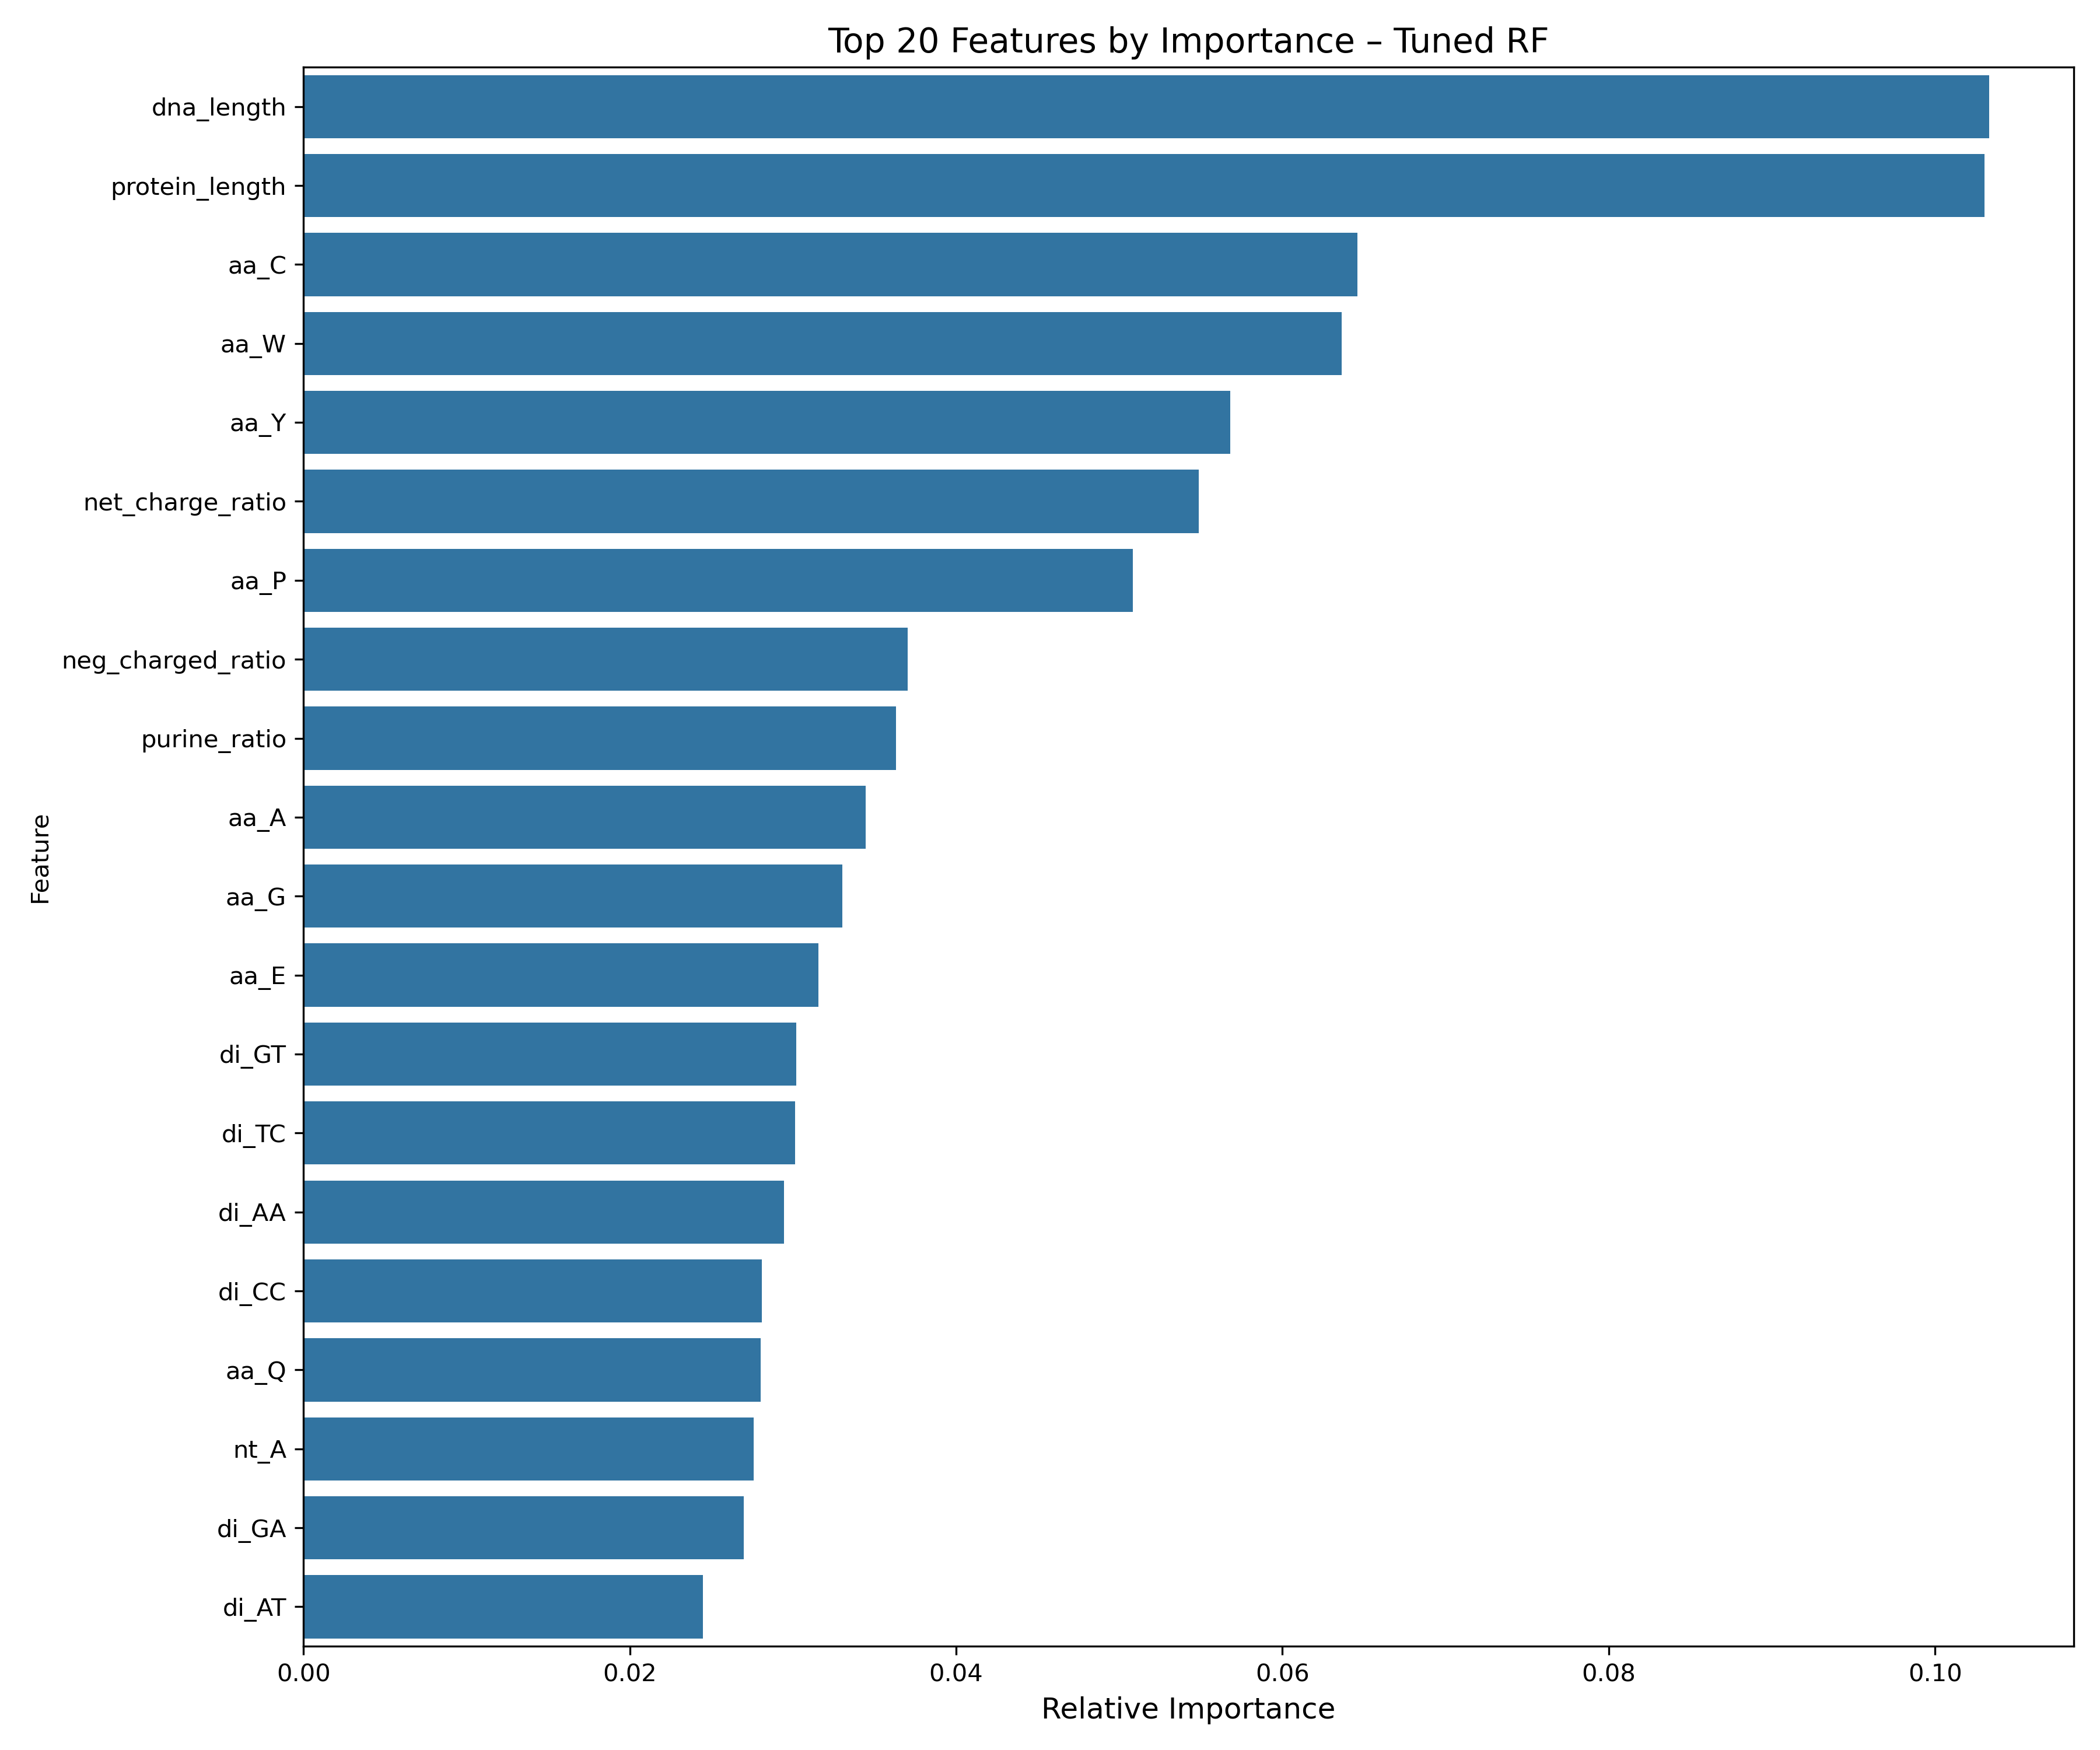 Top 20 Features by Importance – Tuned RF
dna_length
protein_length
aa_C
aa_W
aa_Y
net_charge_ratio
aa_P
neg_charged_ratio
purine_ratio
aa_A
aa_G
aa_E
di_GT
di_TC
di_AA
di_CC
aa_Q
nt_A
di_GA
di_AT
Feature
0.00 0.02 0.04 0.06 0.08 0.10
Relative Importance